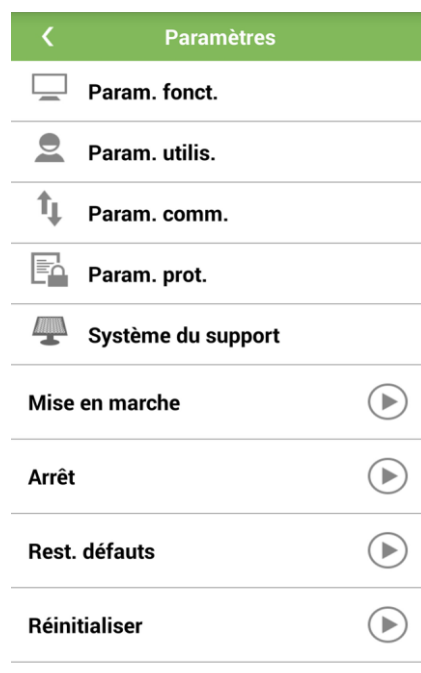 Paramètres
Param. fonct.
Param. utilis.
Param. comm.
Param. prot.
Système du support
Mise en marche
Arrêt
Rest. défauts
Réinitialiser